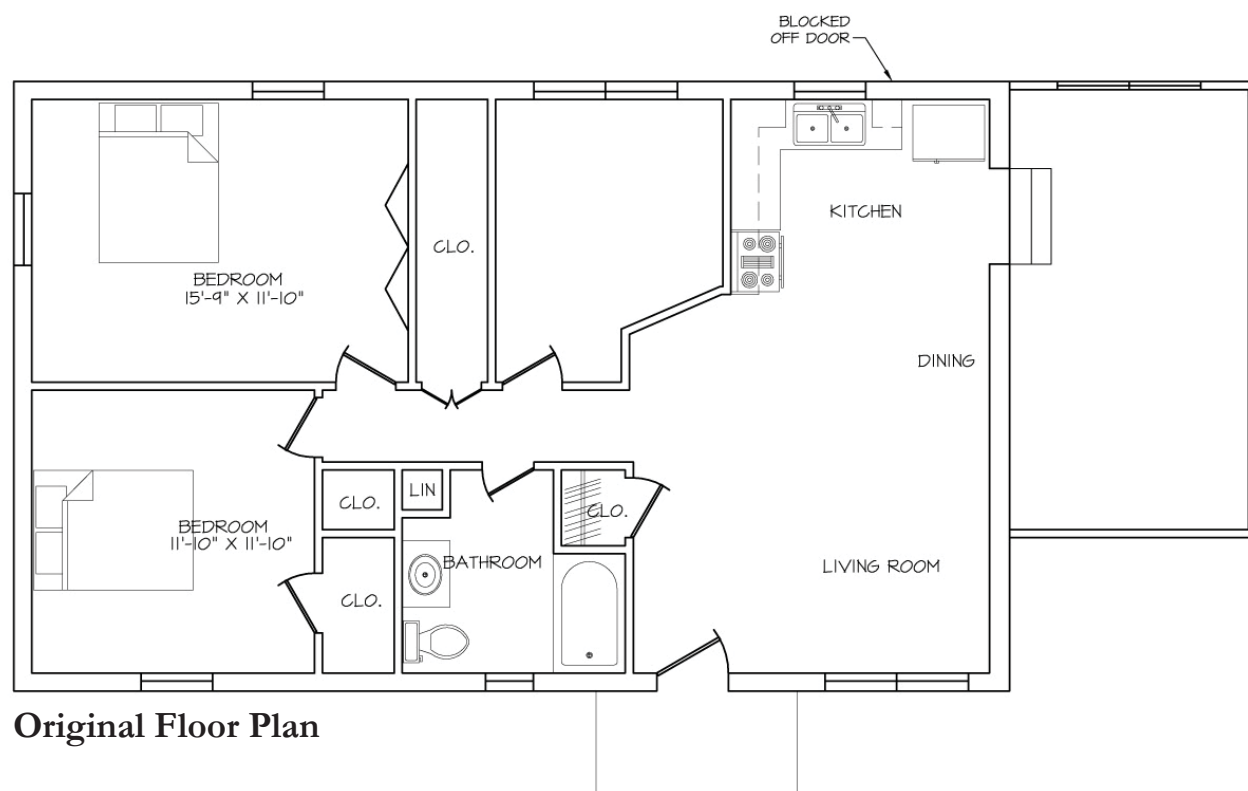 BLOCKED
OFF DOOR
KITCHEN
CLO.
BEDROOM
15'-9" X 11'-10"
DINING
CLO.
LIN
CLO.
BEDROOM
11'-10" X 11'-10"
BATHROOM
LIVING ROOM
CLO.
Original Floor Plan